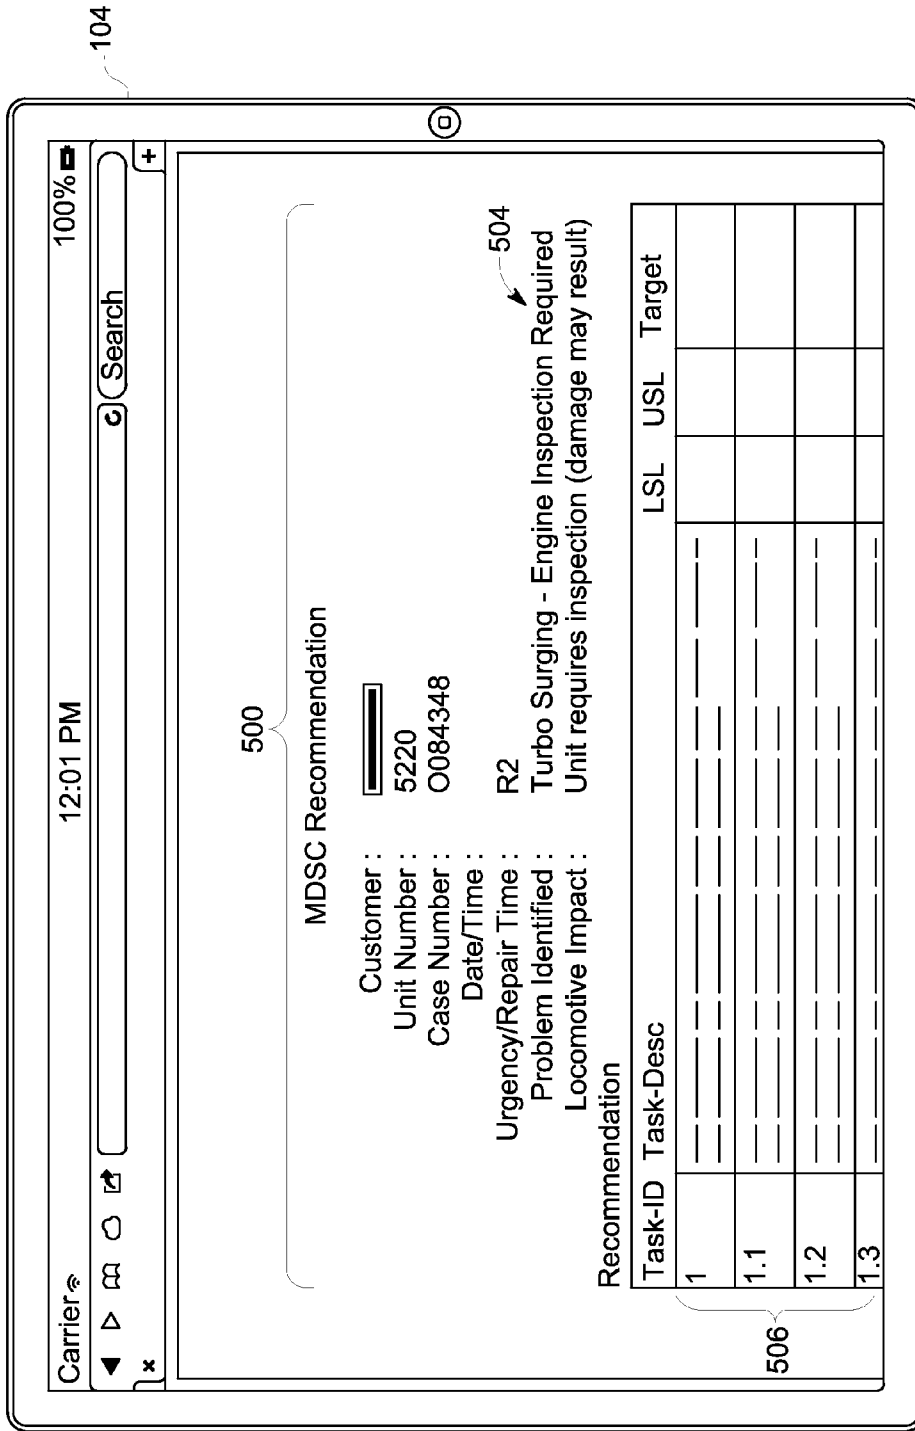 104
Carrier 12:01 PM 100%
Search
× +
500
MDSC Recommendation
Customer :
Unit Number : 5220
Case Number : O084348
Date/Time :
Urgency/Repair Time : R2
504
Problem Identified : Turbo Surging - Engine Inspection Required
Locomotive Impact : Unit requires inspection (damage may result)
Recommendation
Task-ID Task-Desc LSL USL Target
1
1.1
1.2
1.3
506